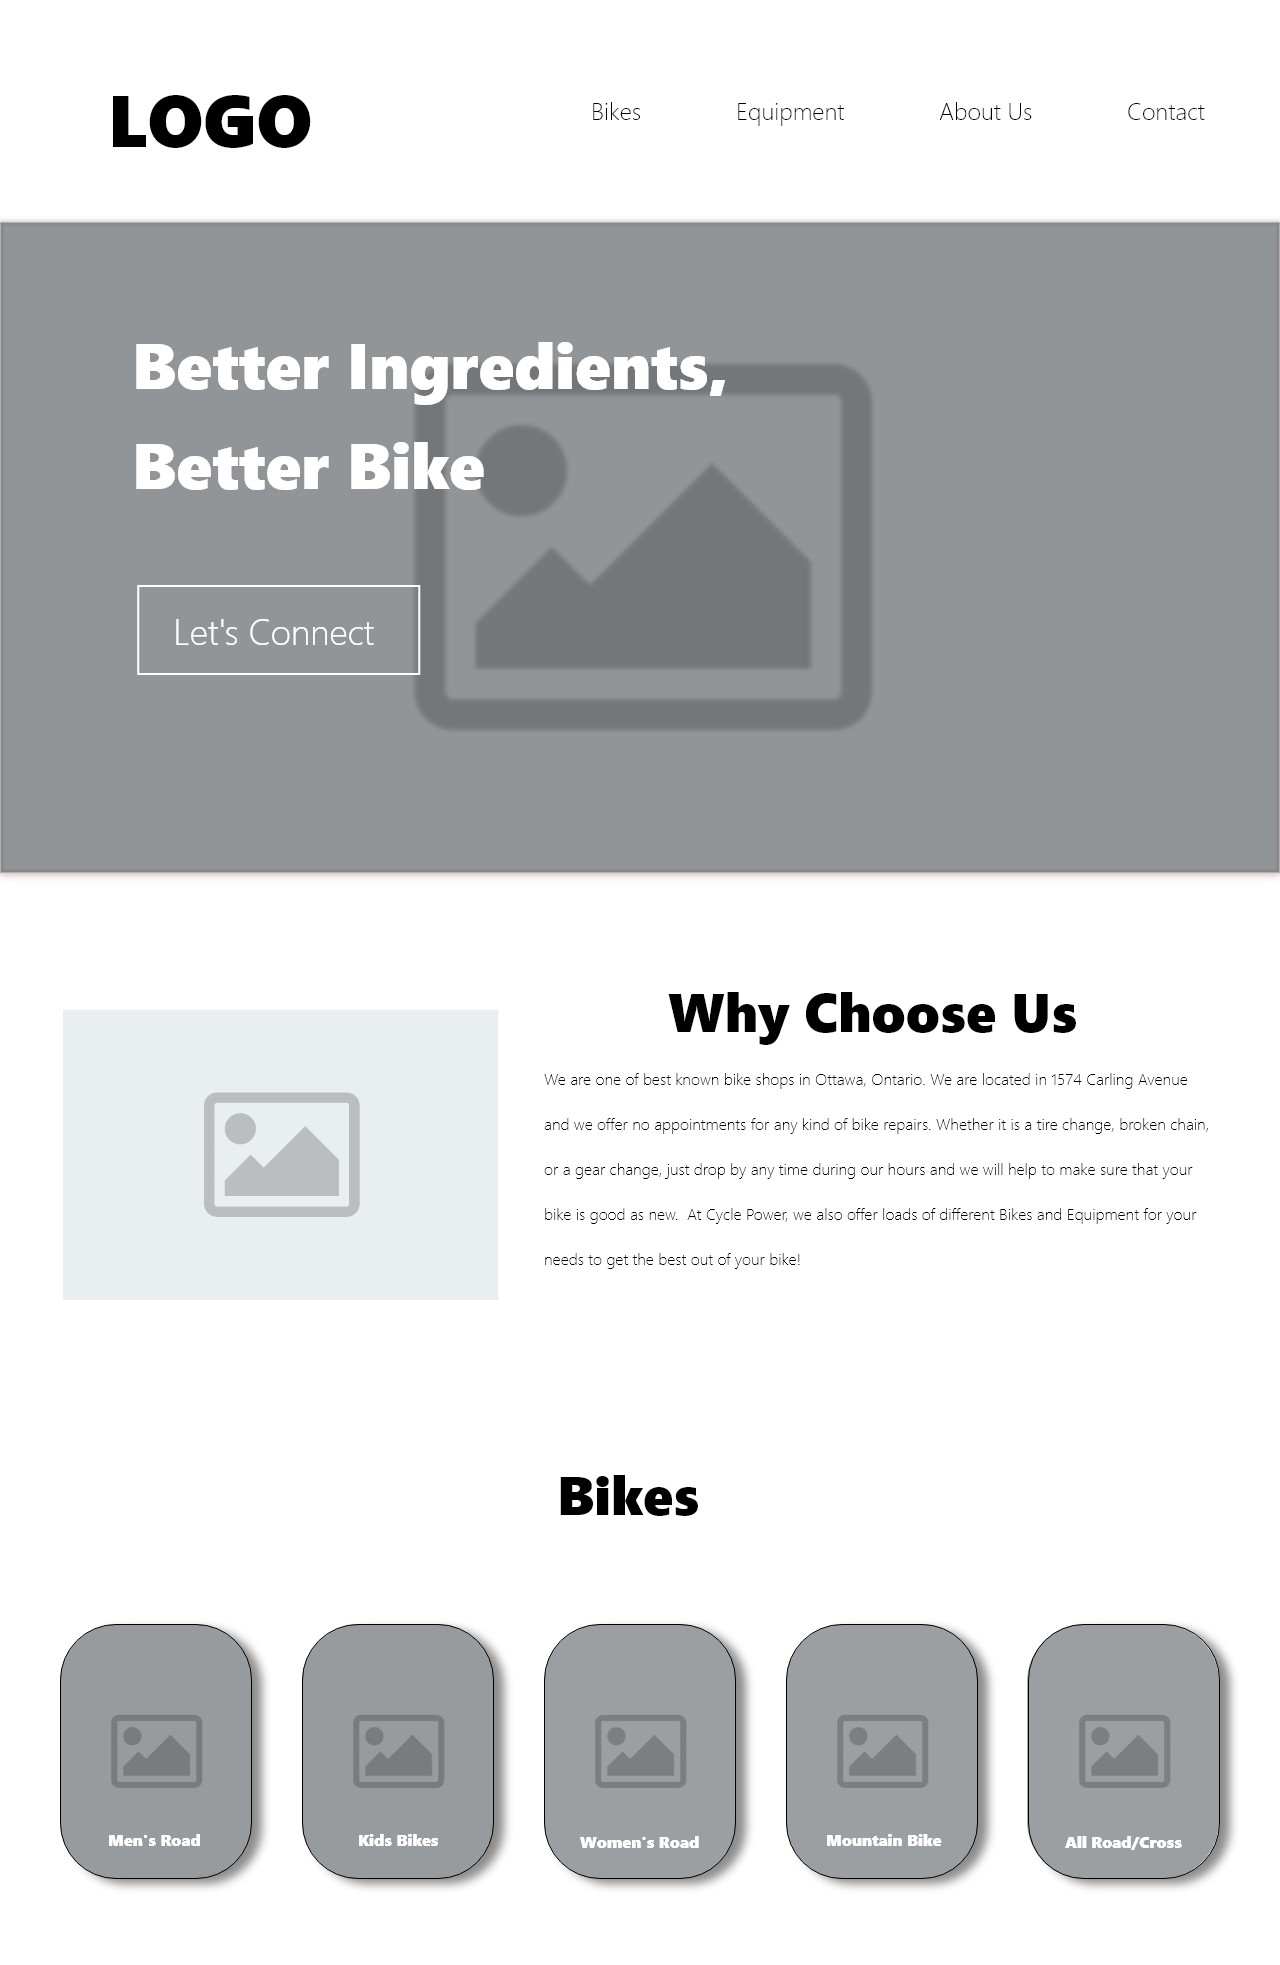 LOGO
Bikes Equipment About Us Contact
Better Ingredients,
Better Bike
Let's Connect
Why Choose Us
We are one of best known bike shops in Ottawa, Ontario. We are located in 1574 Carling Avenue
and we offer no appointments for any kind of bike repairs. Whether it is a tire change, broken chain,
or a gear change, just drop by any time during our hours and we will help to make sure that your
bike is good as new.  At Cycle Power, we also offer loads of different Bikes and Equipment for your
needs to get the best out of your bike!
Bikes
Men's Road
Kids Bikes
Women's Road
Mountain Bike
All Road/Cross